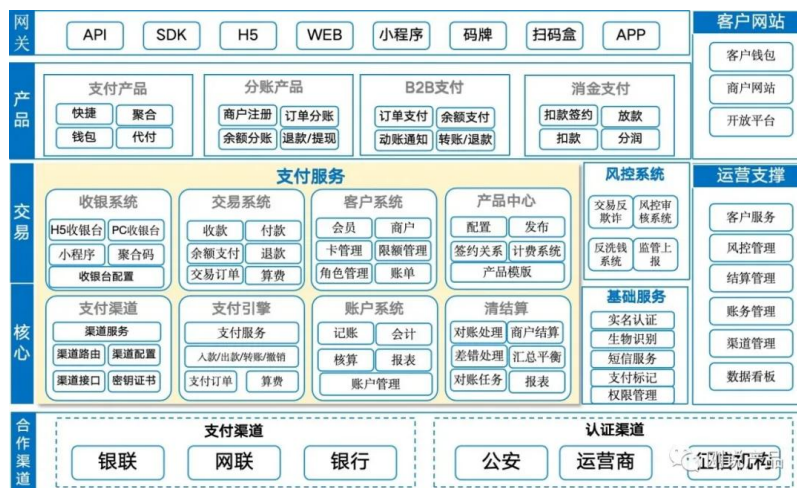 网关
API SDK H5 WEB 小程序 码牌 扫码盒 APP
客户网站
客户钱包
商户网站
开放平台
产品
支付产品
快捷 聚合
钱包 代付
分账产品
商户注册 订单分账
余额分账 退款/提现
B2B支付
订单支付 余额支付
动账通知 转账/退款
消金支付
扣款签约 放款
扣款 分润
交易
支付服务
收银系统
H5收银台 PC收银台
小程序 聚合码
收银台配置
交易系统
收款 付款
余额支付 退款
交易订单 算费
客户系统
会员 商户
卡管理 限额管理
角色管理 账单
产品中心
配置 发布
签约关系 计费系统
产品模版
风控系统
交易反欺诈 风控审核系统
反洗钱系统 监管上报
运营支撑
客户服务
风控管理
结算管理
账务管理
渠道管理
数据看板
核心
支付渠道
渠道服务
渠道路由 渠道配置
渠道接口 密钥证书
支付引擎
支付服务
入款/出款/转账/撤销
支付订单 算费
账户系统
记账 会计
核算 报表
账户管理
清结算
对账处理 商户结算
差错处理 汇总平衡
对账任务 报表
基础服务
实名认证
生物识别
短信服务
支付标记
权限管理
合作渠道
支付渠道
银联 网联 银行
认证渠道
公安 运营商